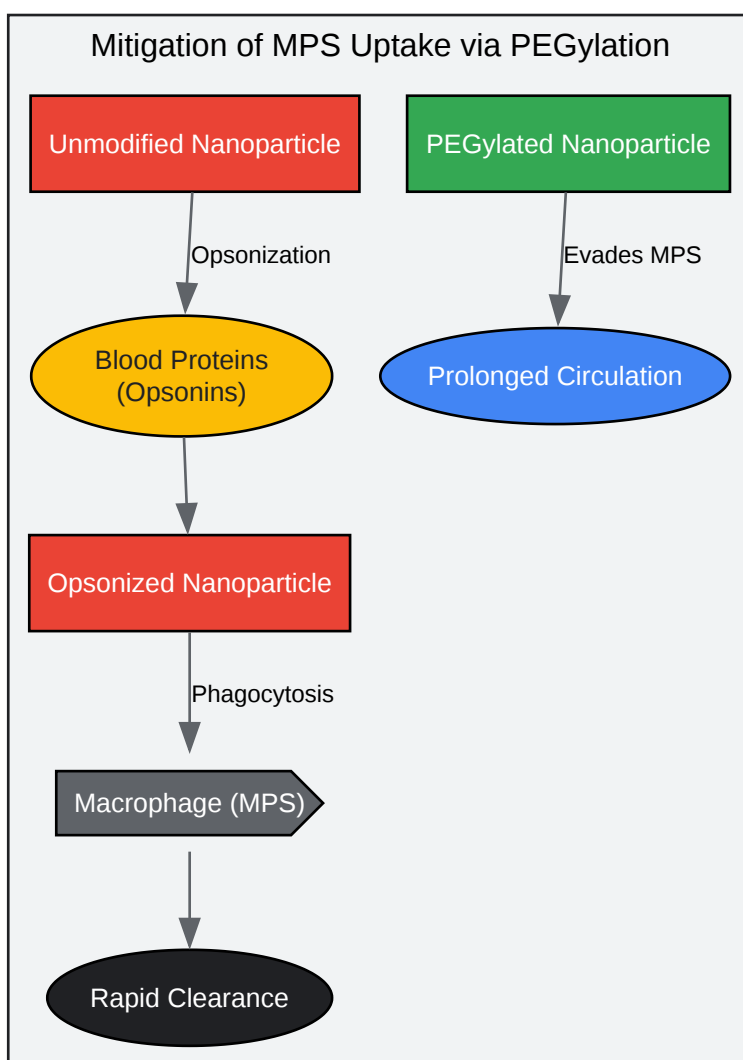 Mitigation of MPS Uptake via PEGylation
Unmodified Nanoparticle
Opsonization
Blood Proteins
(Opsonins)
Opsonized Nanoparticle
Phagocytosis
Macrophage (MPS)
Rapid Clearance
PEGylated Nanoparticle
Evades MPS
Prolonged Circulation